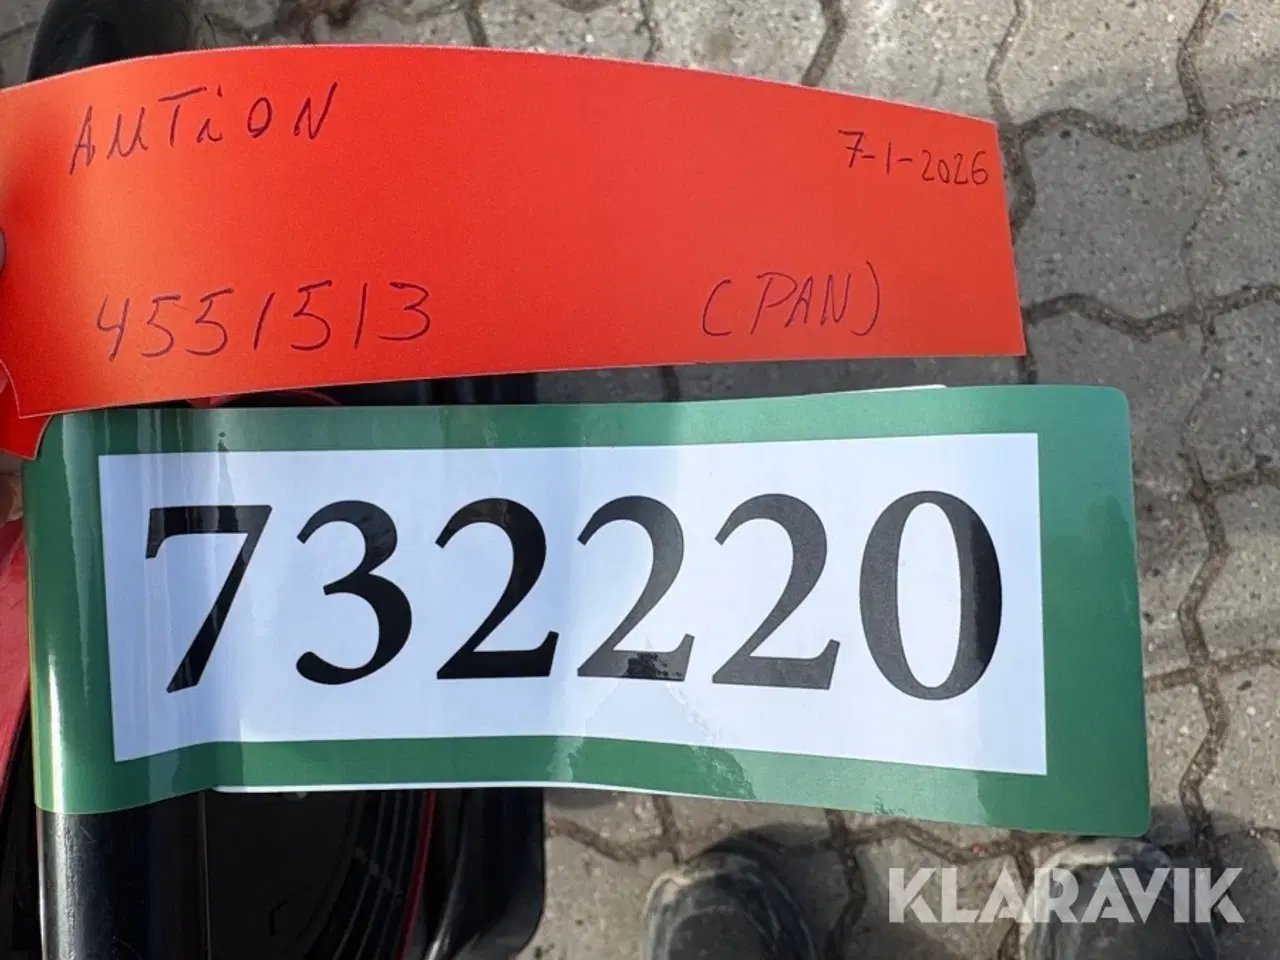 AUTiON
7-1-2026
4551513
(PAN)
732220
KLARAVIK